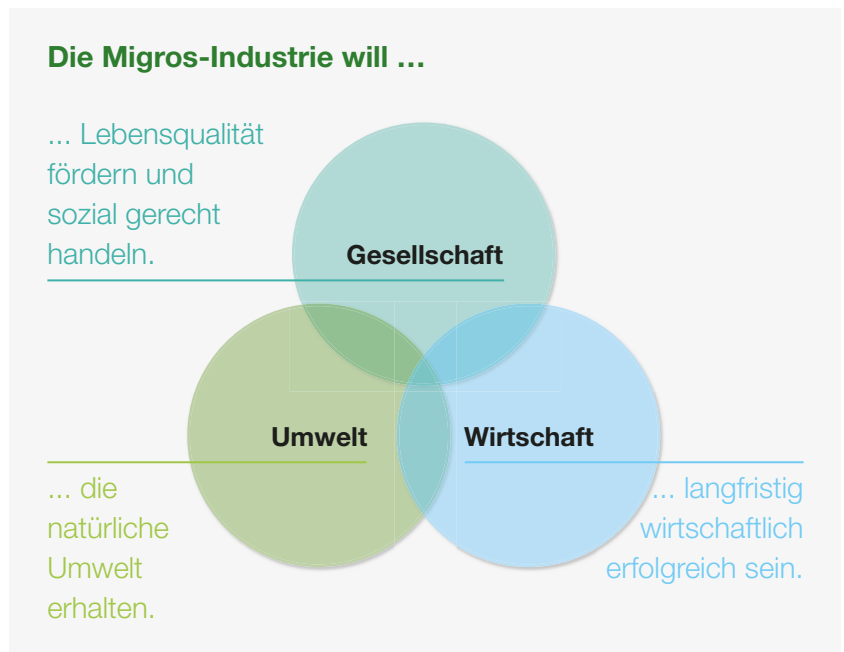 Die Migros-Industrie will ...
... Lebensqualität
fördern und
sozial gerecht
handeln.
Gesellschaft
Umwelt
Wirtschaft
... die
natürliche
Umwelt
erhalten.
... langfristig
wirtschaftlich
erfolgreich sein.